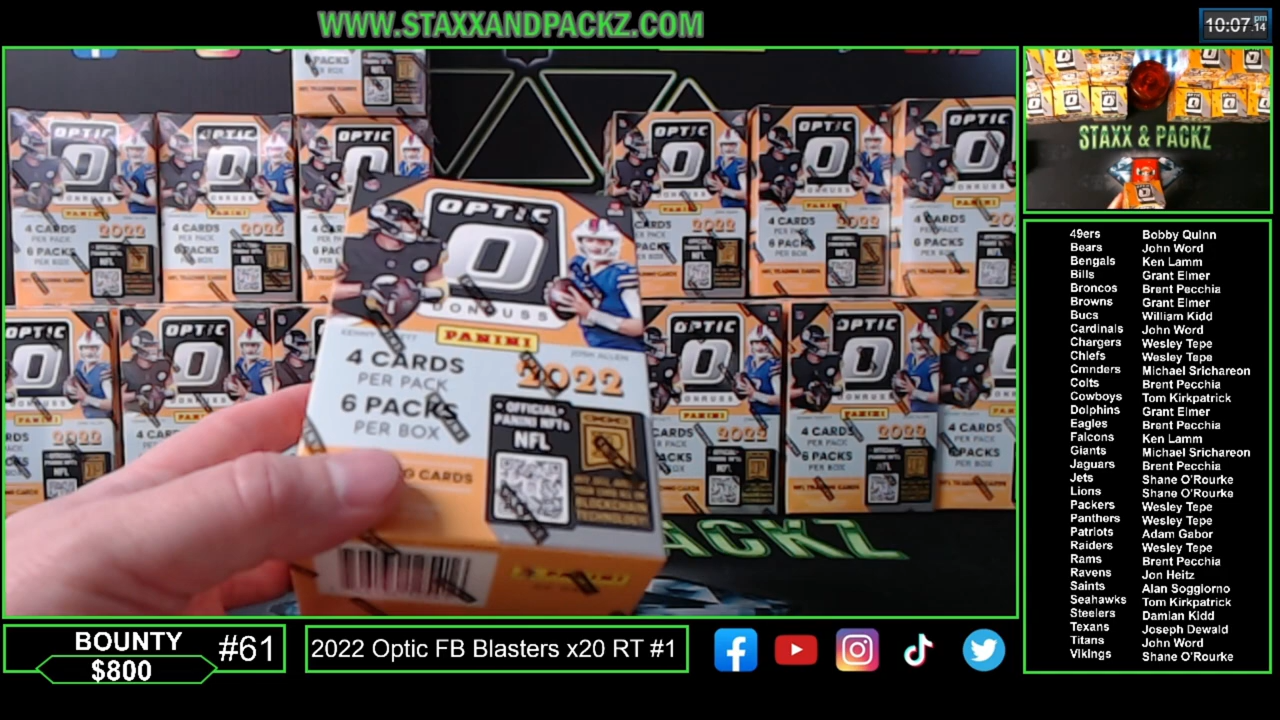 WWW.STAXXANDPACKZ.COM
10:07 pm .14
STAXX & PACKZ
OPTIC
DONRUSS
PANINI
JOSH ALLEN
4 CARDS
PER PACK
6 PACKS
PER BOX
2022
OFFICIAL
PANINI NFTs
NFL
CARDS
PACKZ
49ers Bobby Quinn
Bears John Word
Bengals Ken Lamm
Bills Grant Elmer
Broncos Brent Pecchia
Browns Grant Elmer
Bucs William Kidd
Cardinals John Word
Chargers Wesley Tepe
Chiefs Wesley Tepe
Cmnders Michael Srichareon
Colts Brent Pecchia
Cowboys Tom Kirkpatrick
Dolphins Grant Elmer
Eagles Brent Pecchia
Falcons Ken Lamm
Giants Michael Srichareon
Jaguars Brent Pecchia
Jets Shane O'Rourke
Lions Shane O'Rourke
Packers Wesley Tepe
Panthers Wesley Tepe
Patriots Adam Gabor
Raiders Wesley Tepe
Rams Brent Pecchia
Ravens Jon Heitz
Saints Alan Soggiorno
Seahawks Tom Kirkpatrick
Steelers Damian Kidd
Texans Joseph Dewald
Titans John Word
Vikings Shane O'Rourke
BOUNTY #61
$800
2022 Optic FB Blasters x20 RT #1